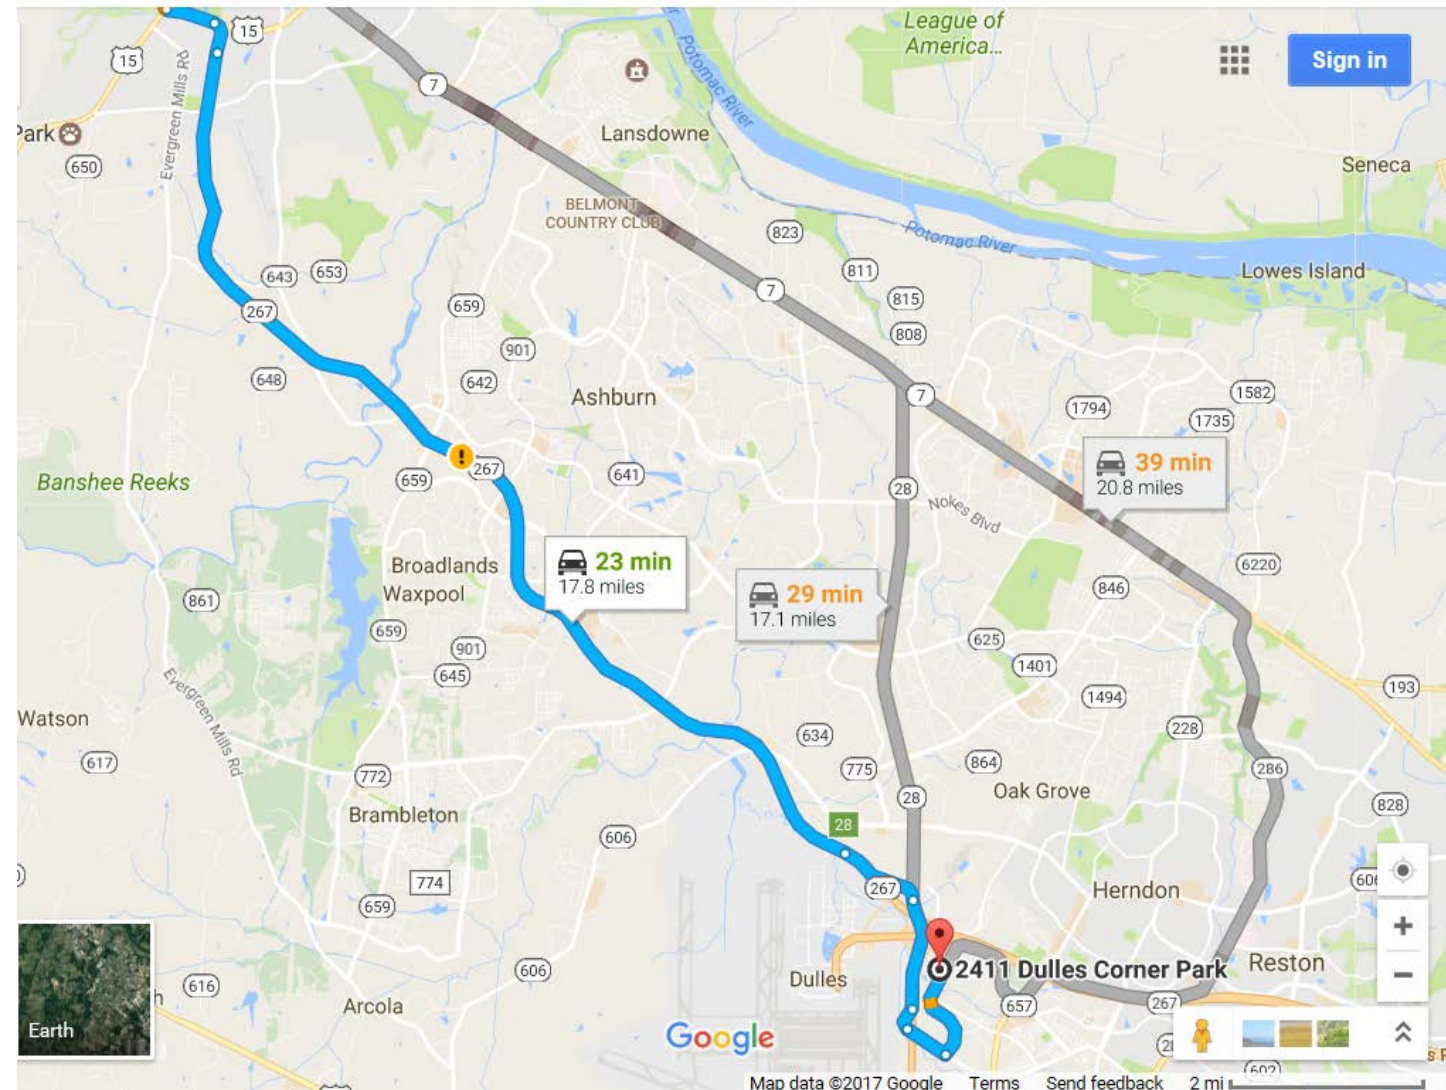 League of
America...
15
15
Sign in
7
Potomac River
Evergreen Mills Rd
Park
Lansdowne
650
Seneca
BELMONT
COUNTRY CLUB
823
Potomac River
643
653
811
Lowes Island
7
267
659
815
808
901
648
642
7
1582
Ashburn
1794
1735
267
39 min
20.8 miles
659
641
Banshee Reeks
28
Nokes Blvd
23 min
17.8 miles
Broadlands
Waxpool
29 min
17.1 miles
6220
846
861
659
625
901
1401
645
1494
193
Evergreen Mills Rd
Watson
228
634
617
775
864
286
772
28
Oak Grove
828
Brambleton
28
606
774
267
Herndon
606
659
2411 Dulles Corner Park
Reston
606
Dulles
616
h
Arcola
657
267
Earth
Google
602
Map data ©2017 Google Terms Send feedback 2 mi